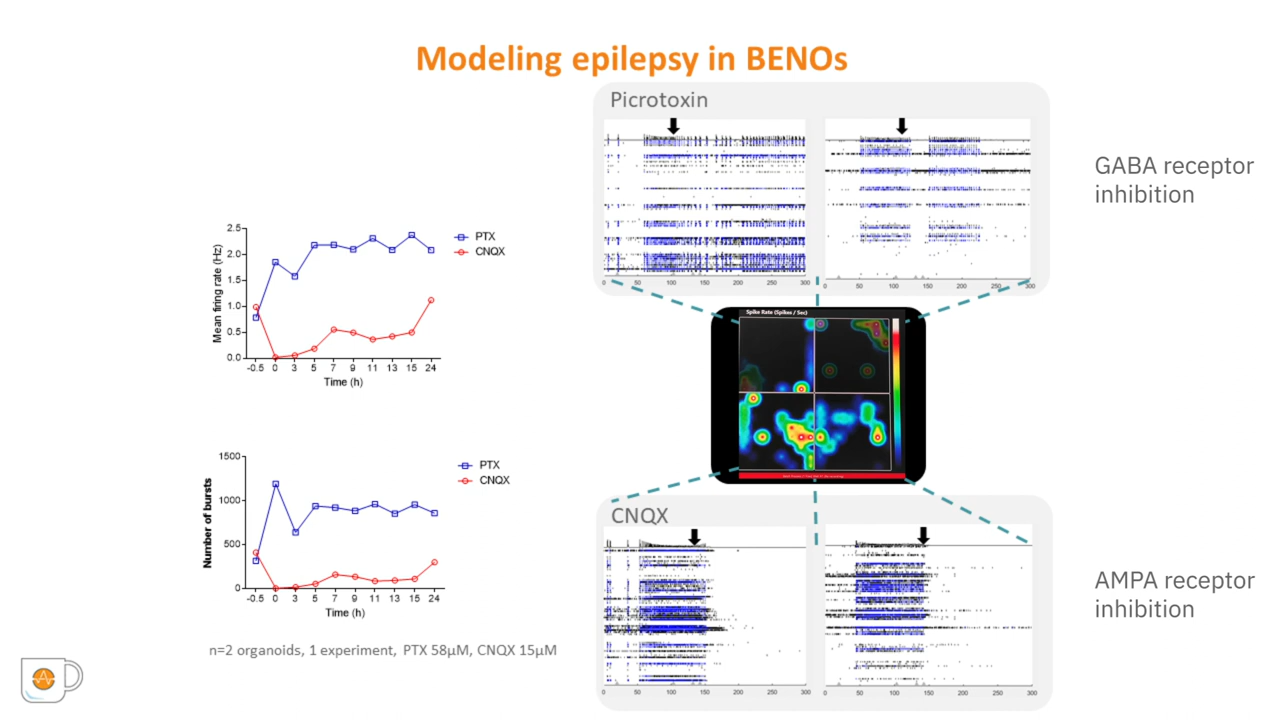 Modeling epilepsy in BENOs
Picrotoxin
0 50 100 150 200 250 300
0 50 100 150 200 250 300
GABA receptor
inhibition
Mean firing rate (Hz)
2.5
2.0
1.5
1.0
0.5
0.0
-0.5 0 3 5 7 9 11 13 15 24
Time (h)
PTX
CNQX
Spike Rate (Spikes / Sec)
Number of bursts
1500
1000
500
0
-0.5 0 3 5 7 9 11 13 15 24
Time (h)
PTX
CNQX
n=2 organoids, 1 experiment, PTX 58µM, CNQX 15µM
CNQX
0 50 100 150 200 250 300
0 50 100 150 200 250 300
AMPA receptor
inhibition